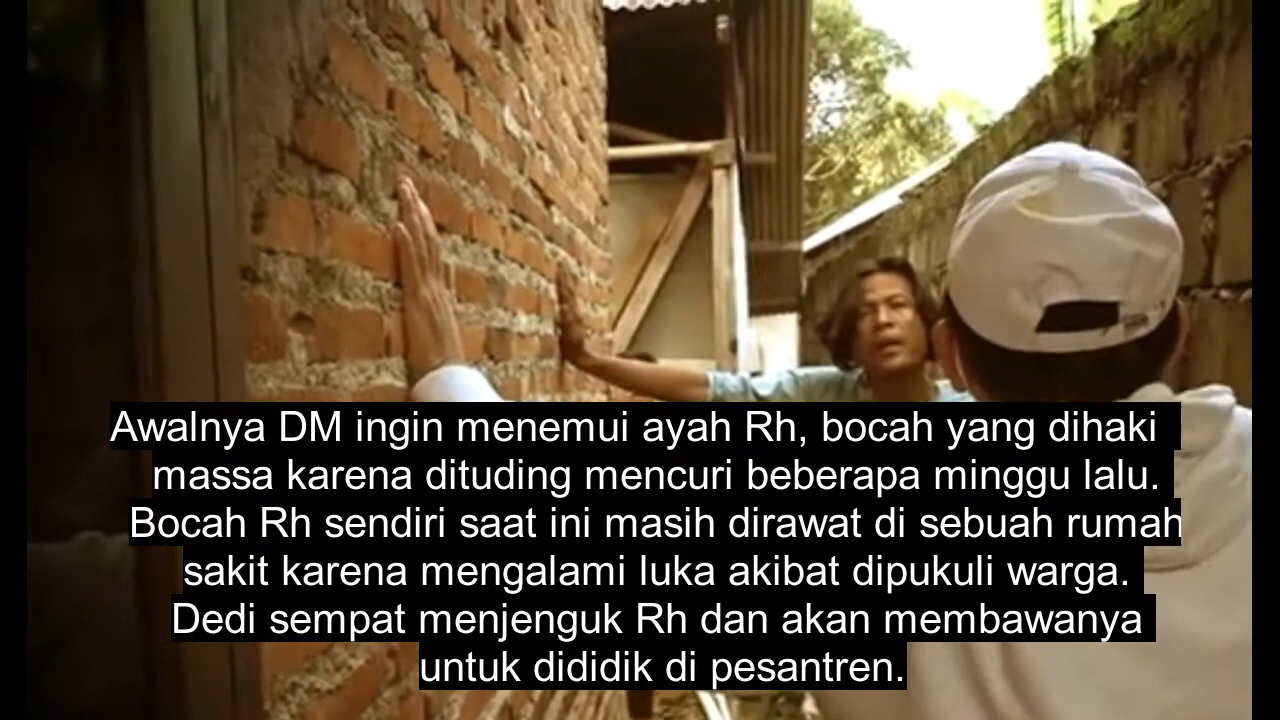 Awalnya DM ingin menemui ayah Rh, bocah yang dihaki
massa karena dituding mencuri beberapa minggu lalu.
Bocah Rh sendiri saat ini masih dirawat di sebuah rumah
sakit karena mengalami luka akibat dipukuli warga.
Dedi sempat menjenguk Rh dan akan membawanya
untuk dididik di pesantren.